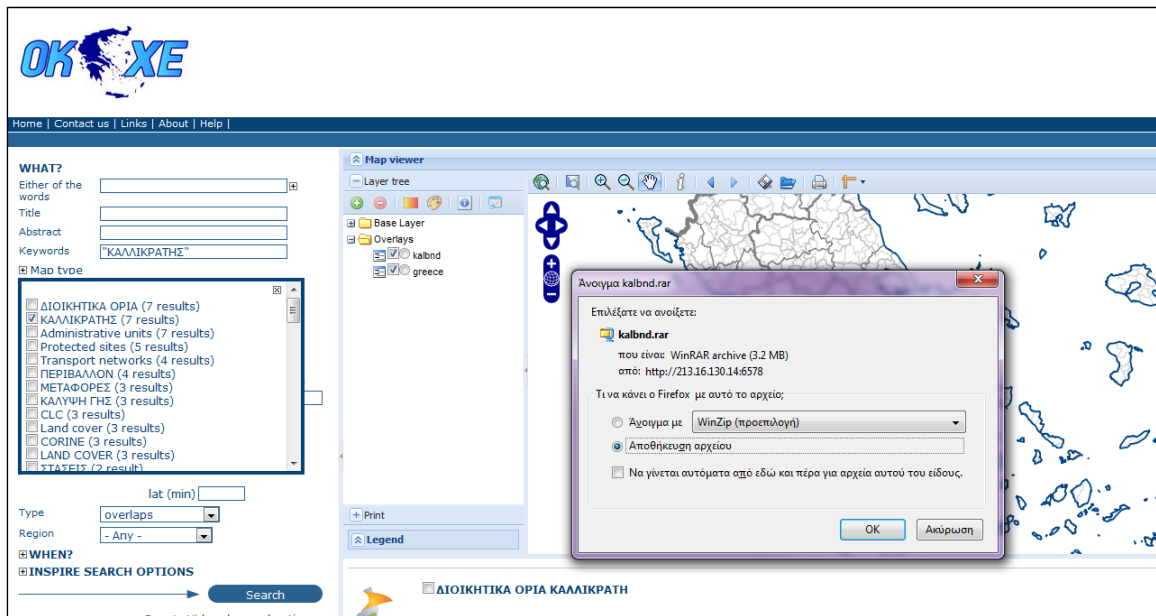 OK XE
Home | Contact us | Links | About | Help |
WHAT?
Either of the words
Title
Abstract
Keywords "ΚΑΛΛΙΚΡΑΤΗΣ"
Map type
ΔΙΟΙΚΗΤΙΚΑ ΟΡΙΑ (7 results)
ΚΑΛΛΙΚΡΑΤΗΣ (7 results)
Administrative units (7 results)
Protected sites (5 results)
Transport networks (4 results)
ΠΕΡΙΒΑΛΛΟΝ (4 results)
ΜΕΤΑΦΟΡΕΣ (3 results)
ΚΑΛΥΨΗ ΓΗΣ (3 results)
CLC (3 results)
Land cover (3 results)
CORINE (3 results)
LAND COVER (3 results)
ΣΤΑΣΕΙΣ (2 result)
lat (min)
Type overlaps
Region - Any -
WHEN?
INSPIRE SEARCH OPTIONS
Search
Map viewer
Layer tree
Base Layer
Overlays
kalbnd
greece
Print
Legend
Άνοιγμα kalbnd.rar
Επιλέξατε να ανοίξετε:
kalbnd.rar
που είναι: WinRAR archive (3.2 MB)
από: http://213.16.130.14:6578
Τι να κάνει ο Firefox με αυτό το αρχείο;
Άνοιγμα με WinZip (προεπιλογή)
Αποθήκευση αρχείου
Να γίνεται αυτόματα από εδώ και πέρα για αρχεία αυτού του είδους.
OK Ακύρωση
ΔΙΟΙΚΗΤΙΚΑ ΟΡΙΑ ΚΑΛΛΙΚΡΑΤΗ